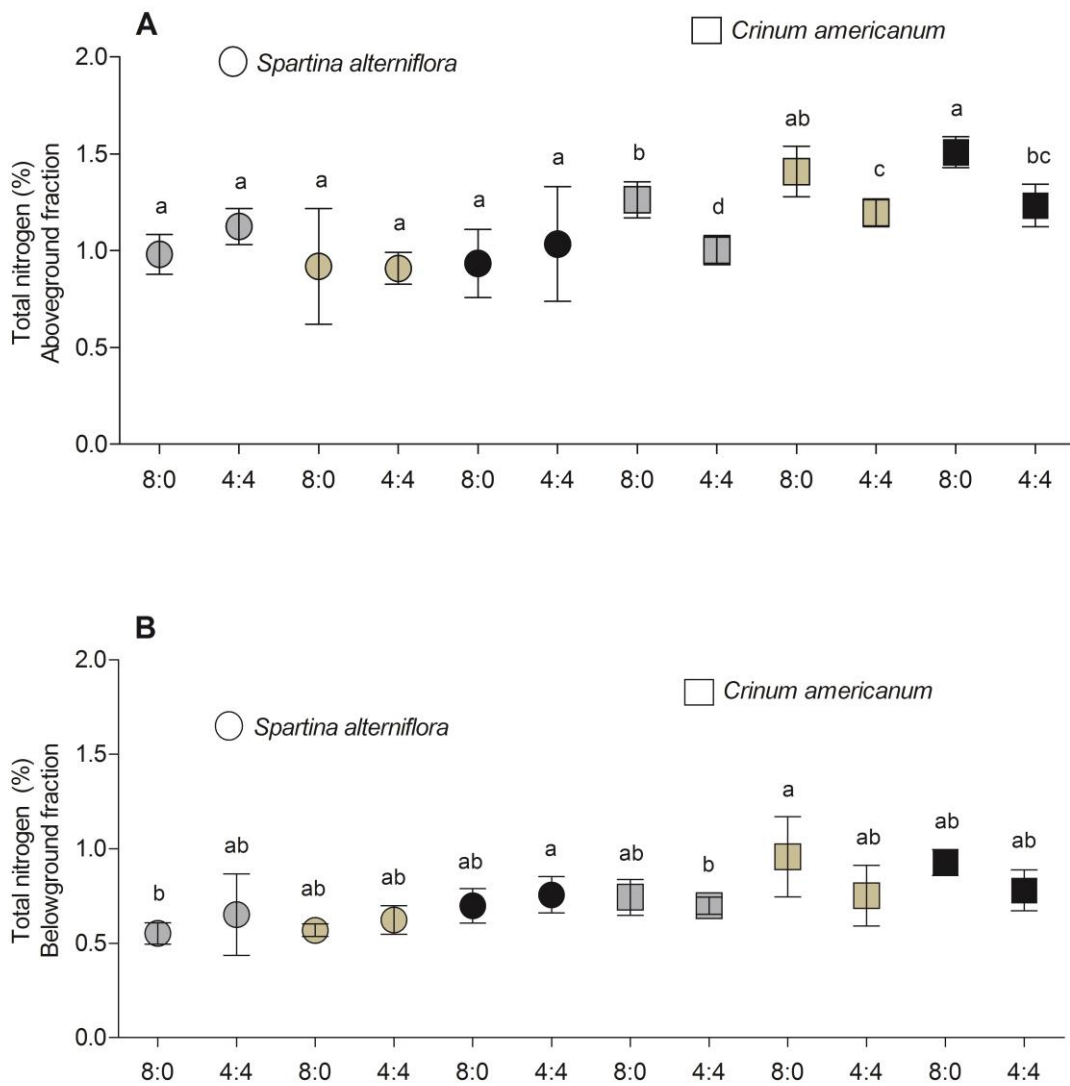 A
Crinum americanum
Spartina alterniflora
Total nitrogen (%)
Aboveground fraction
2.0
1.5
1.0
0.5
0.0
a a a a a a b d ab c a bc
8:0 4:4 8:0 4:4 8:0 4:4 8:0 4:4 8:0 4:4 8:0 4:4
B
Crinum americanum
Spartina alterniflora
Total nitrogen (%)
Belowground fraction
2.0
1.5
1.0
0.5
0.0
b ab ab ab ab a ab b a ab ab ab
8:0 4:4 8:0 4:4 8:0 4:4 8:0 4:4 8:0 4:4 8:0 4:4